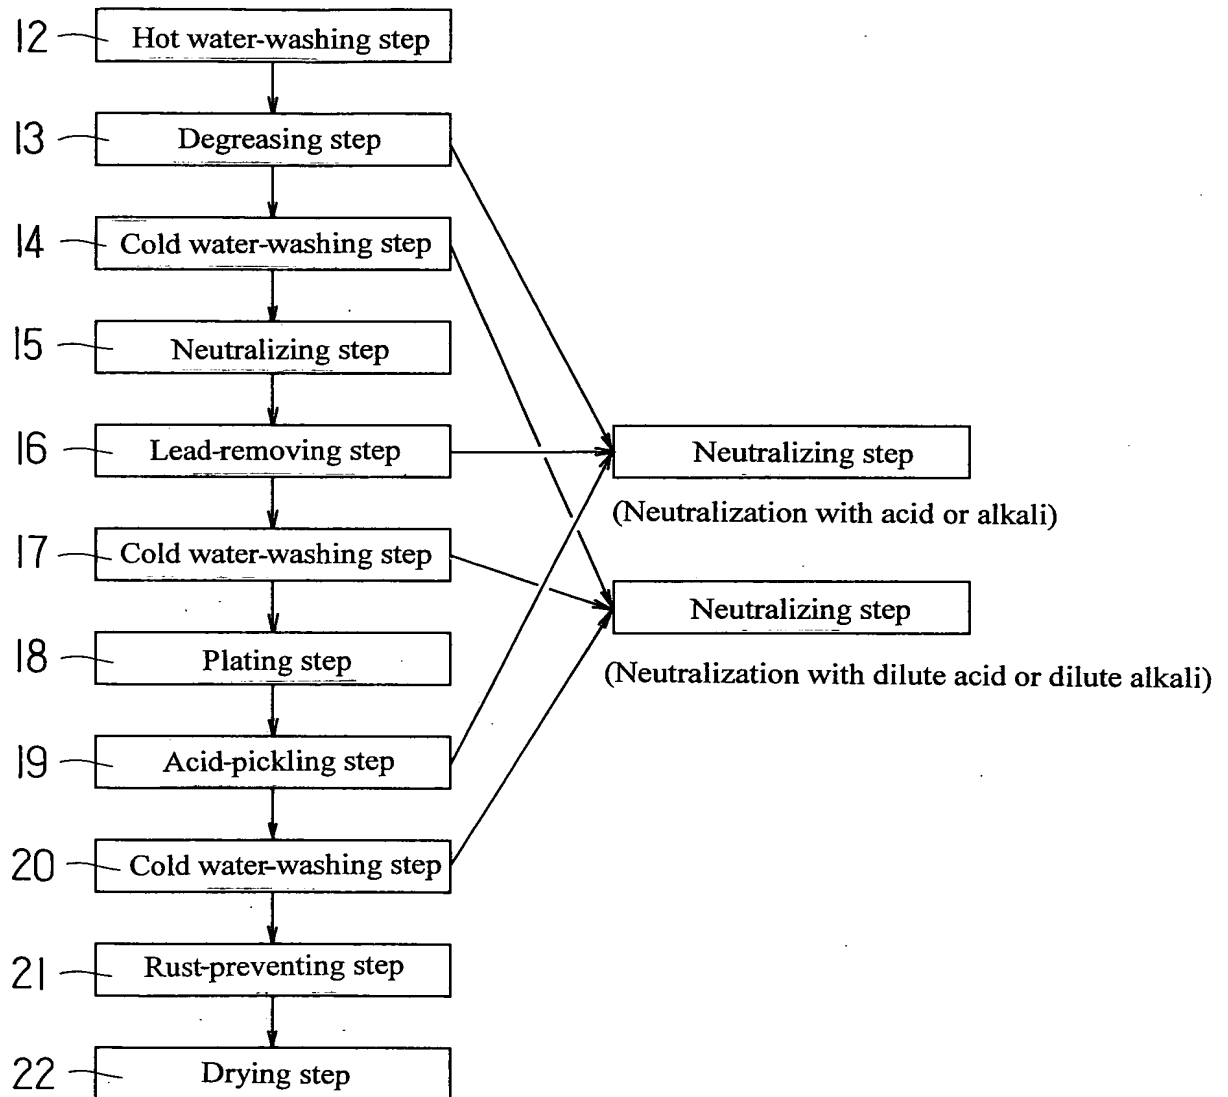 12 Hot water-washing step
13 Degreasing step
14 Cold water-washing step
15 Neutralizing step
16 Lead-removing step
Neutralizing step
(Neutralization with acid or alkali)
17 Cold water-washing step
Neutralizing step
18 Plating step
(Neutralization with dilute acid or dilute alkali)
19 Acid-pickling step
20 Cold water-washing step
21 Rust-preventing step
22 Drying step